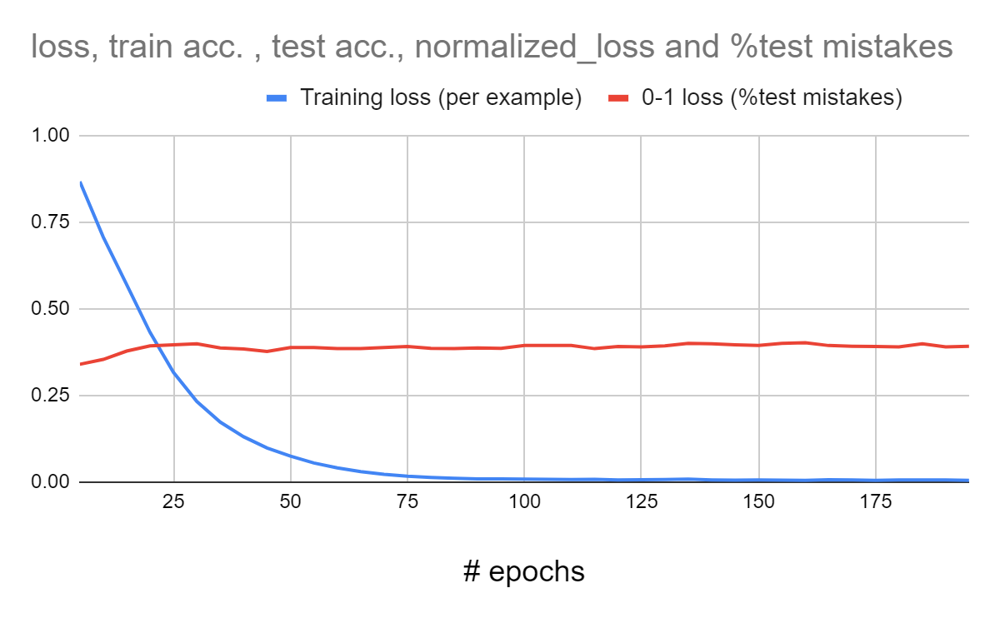 loss, train acc. , test acc., normalized_loss and %test mistakes
Training loss (per example) 0-1 loss (%test mistakes)
1.00
0.75
0.50
0.25
0.00
25 50 75 100 125 150 175
# epochs